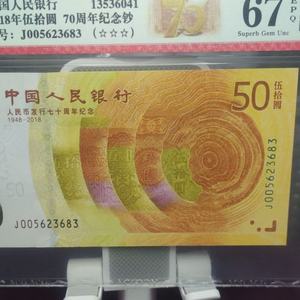 国人民银行 13536041
18年伍拾圆 70周年纪念钞
号: J005623683 (☆☆☆)
70
67
EPQ
Superb Gem Unc
中国人民银行
人民币发行七十周年纪念
1948-2018
50 伍拾圆
J005623683
J005623683